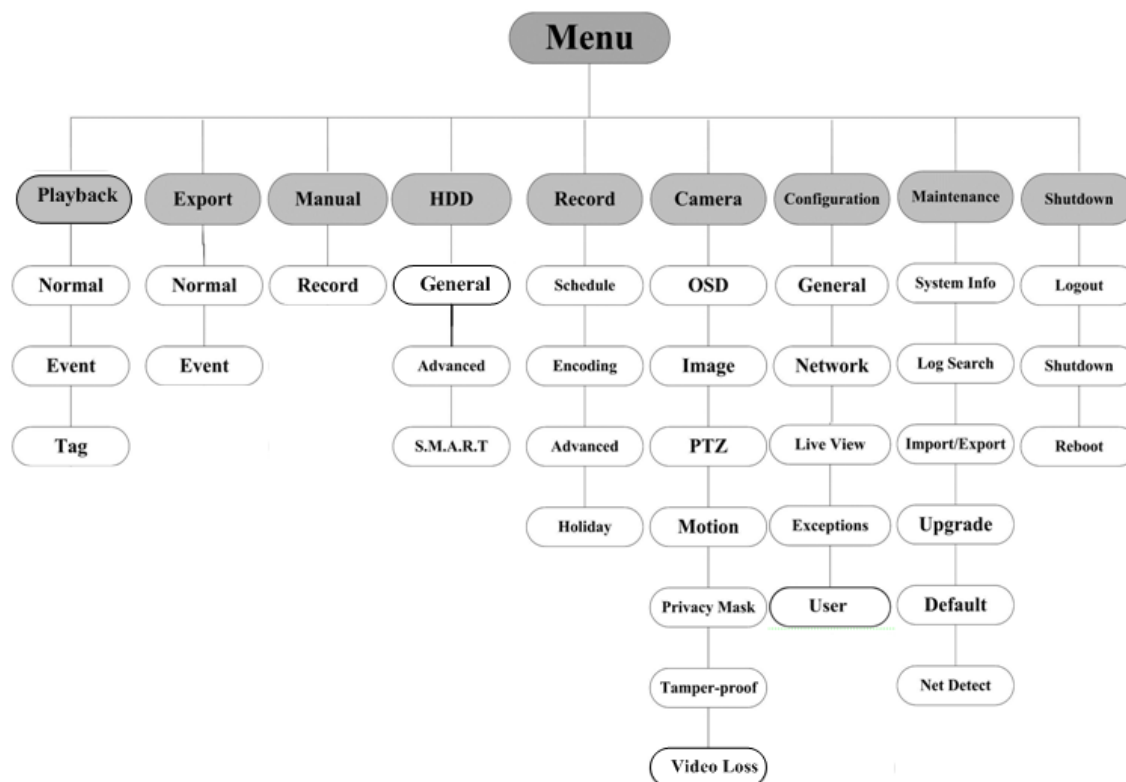 Menu
Playback
Export
Manual
HDD
Record
Camera
Configuration
Maintenance
Shutdown
Normal
Normal
Record
General
Schedule
OSD
General
System Info
Logout
Event
Event
Advanced
Encoding
Image
Network
Log Search
Shutdown
Tag
S.M.A.R.T
Advanced
PTZ
Live View
Import/Export
Reboot
Holiday
Motion
Exceptions
Upgrade
Privacy Mask
User
Default
Tamper-proof
Net Detect
Video Loss